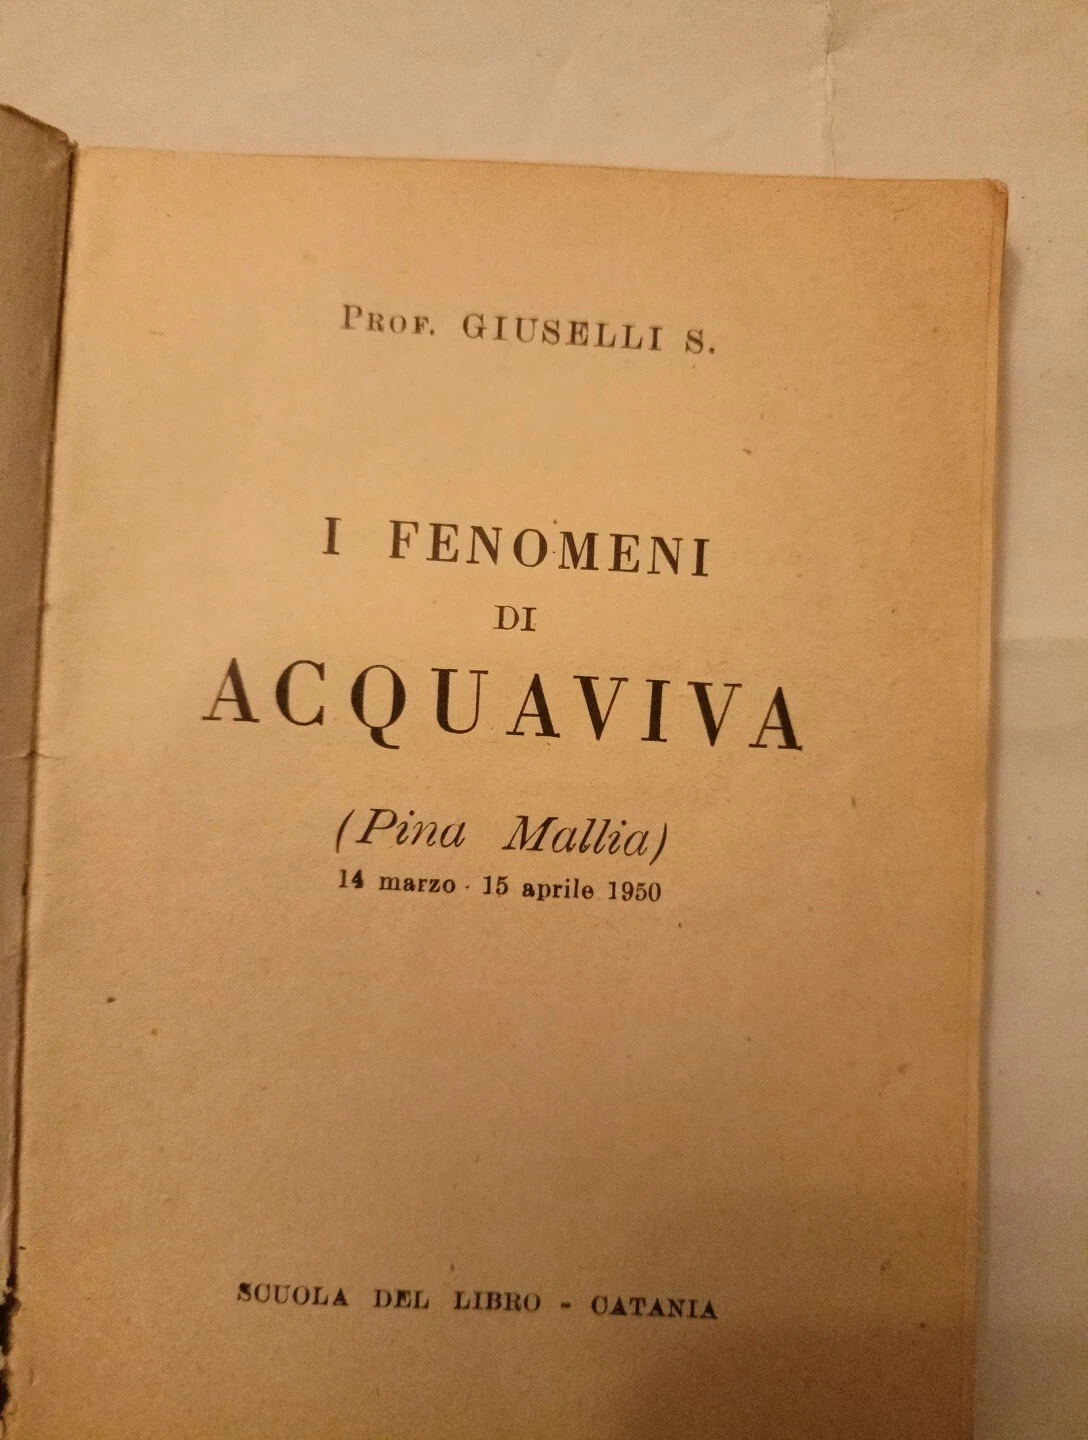 PROF. GIUSELLI S.
I FENOMENI
DI
ACQUAVIVA
(Pina Mallia)
14 marzo - 15 aprile 1950
SCUOLA DEL LIBRO - CATANIA